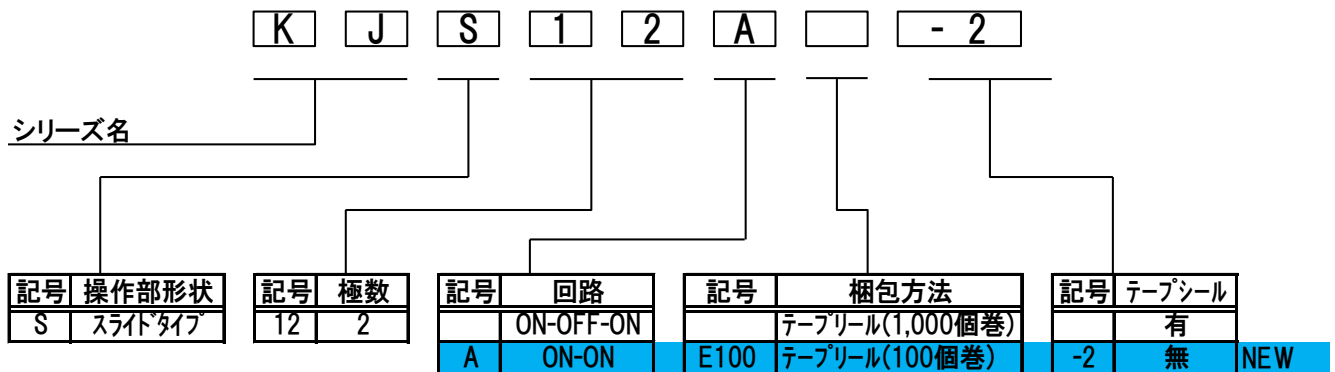 K J S 1 2 A - 2
シリーズ名
記号 操作部形状 記号 極数 記号 回路 記号 梱包方法 記号 テープシール
S スライドタイプ 12 2 ON-OFF-ON テープリール(1,000個巻) 有
A ON-ON E100 テープリール(100個巻) -2 無 NEW